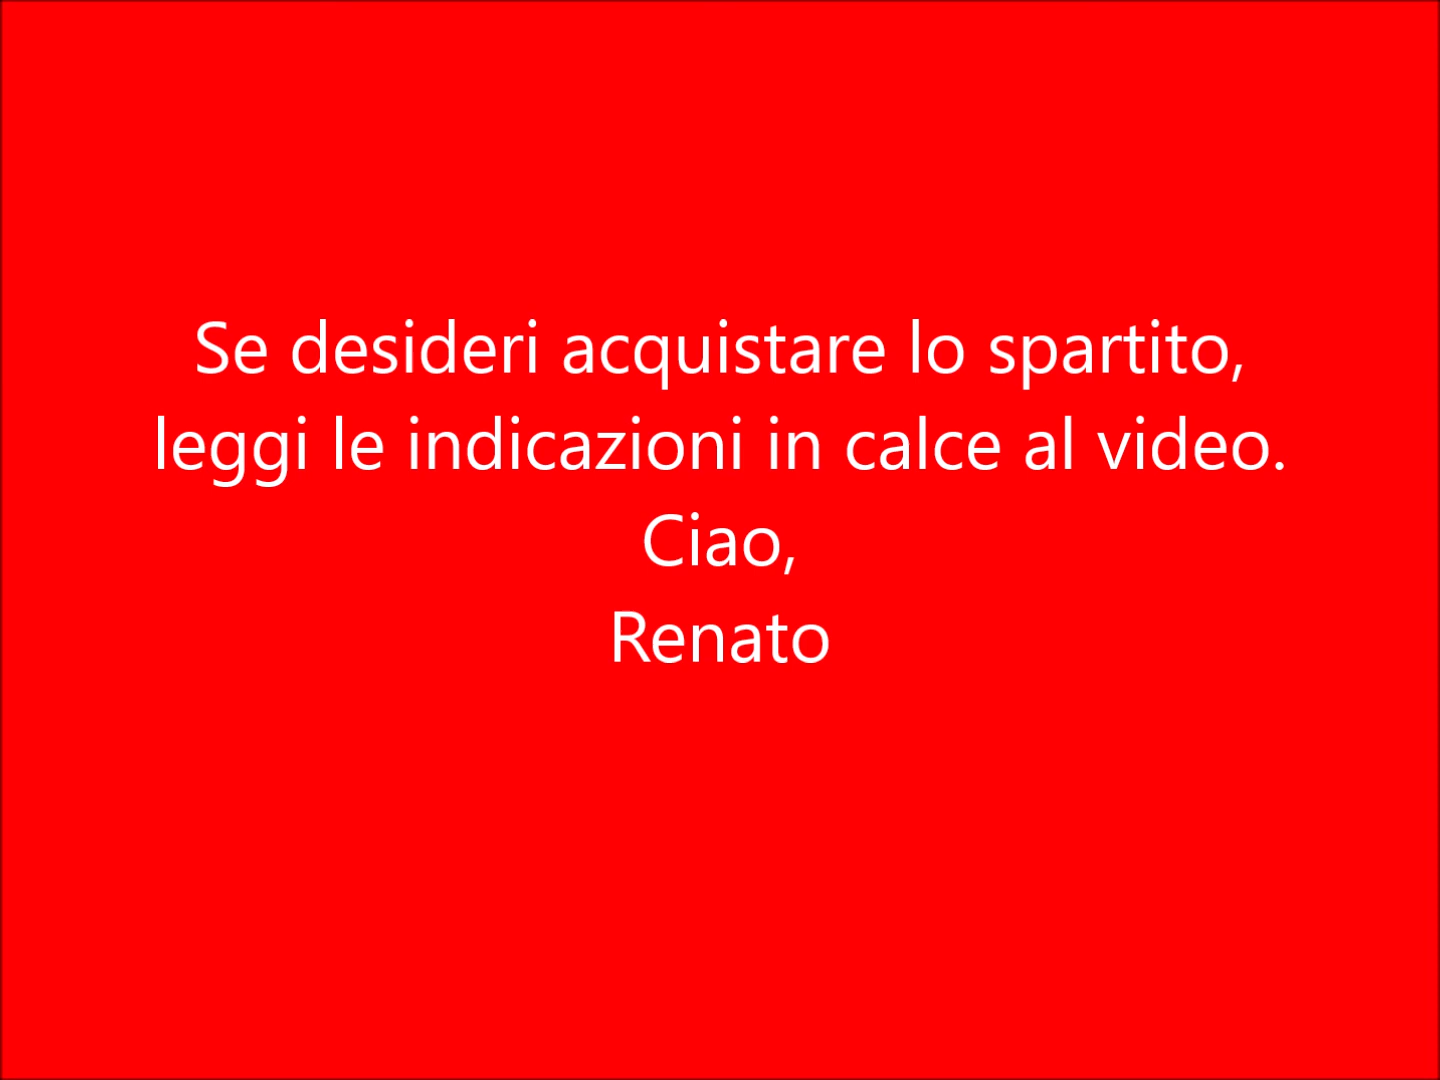 Se desideri acquistare lo spartito,
leggi le indicazioni in calce al video.
Ciao,
Renato